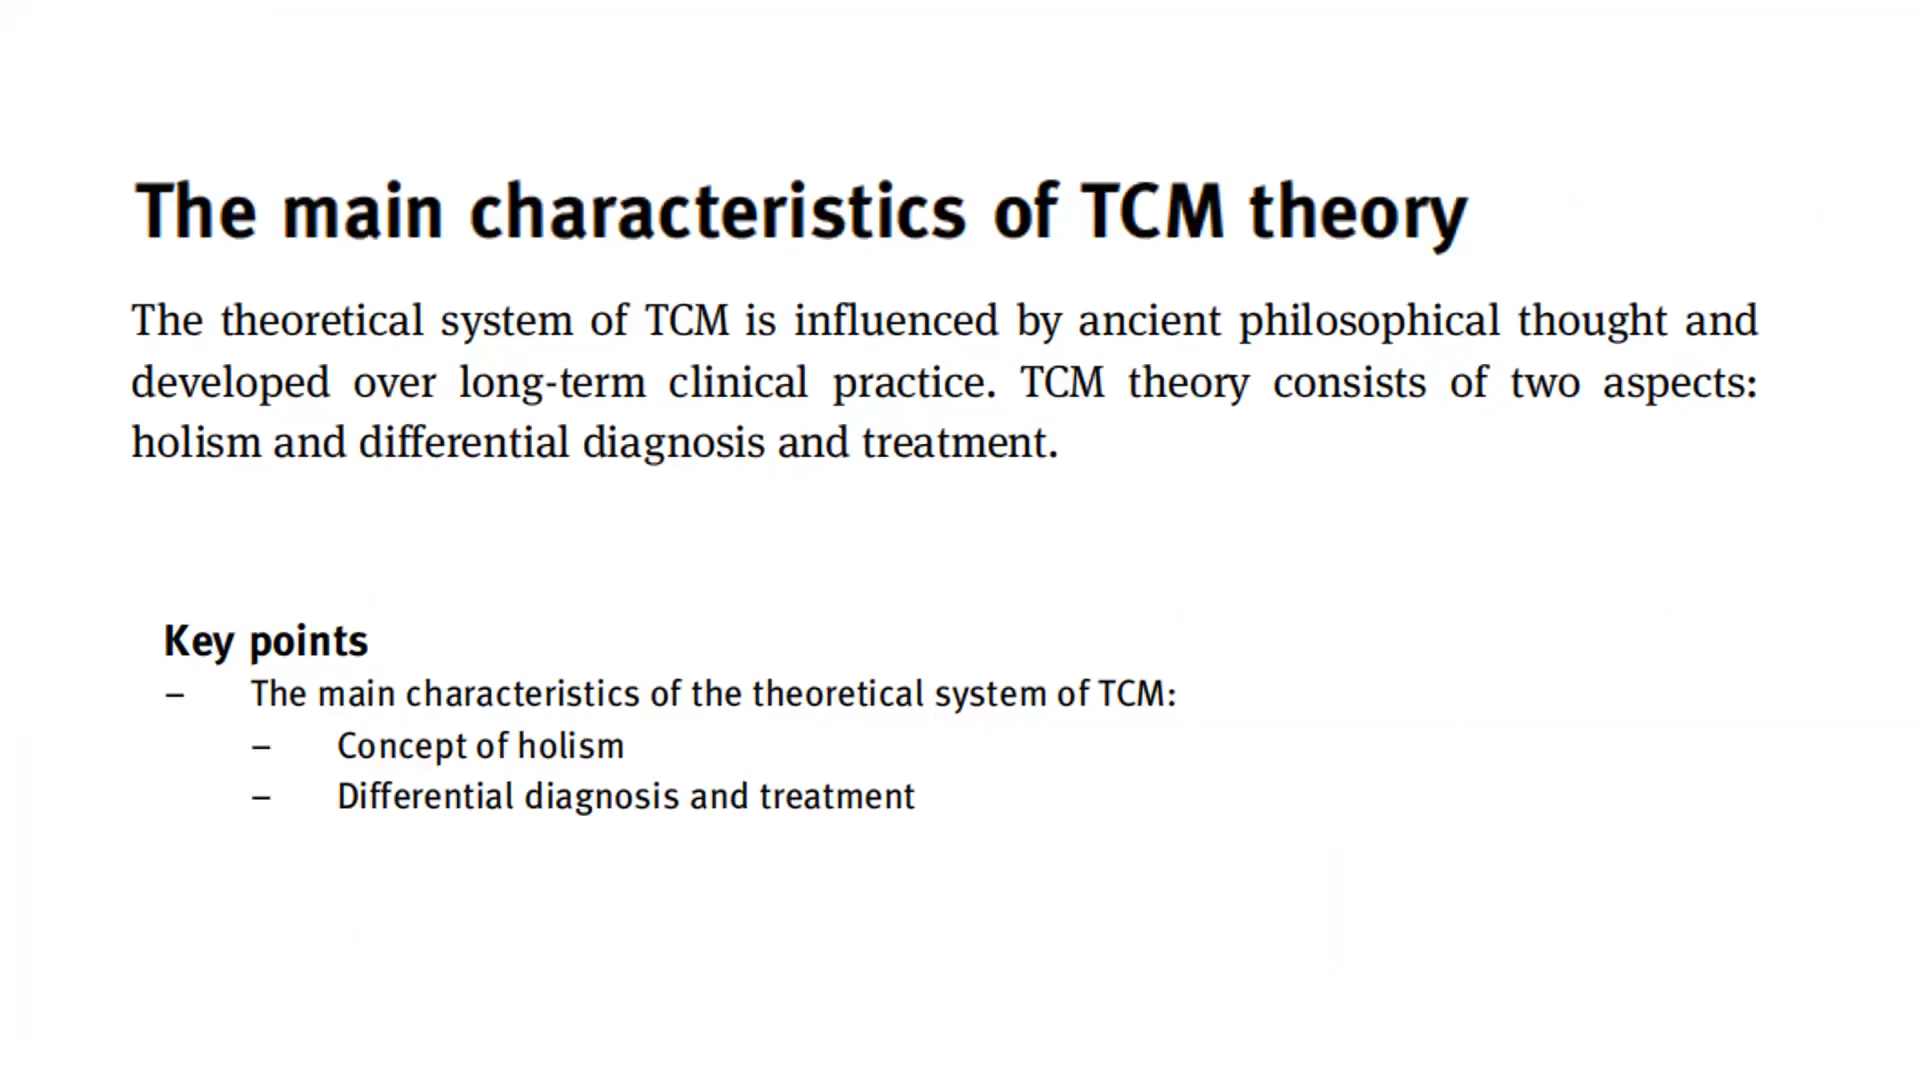 The main characteristics of TCM theory
The theoretical system of TCM is influenced by ancient philosophical thought and
developed over long-term clinical practice. TCM theory consists of two aspects:
holism and differential diagnosis and treatment.
Key points
– The main characteristics of the theoretical system of TCM:
– Concept of holism
– Differential diagnosis and treatment